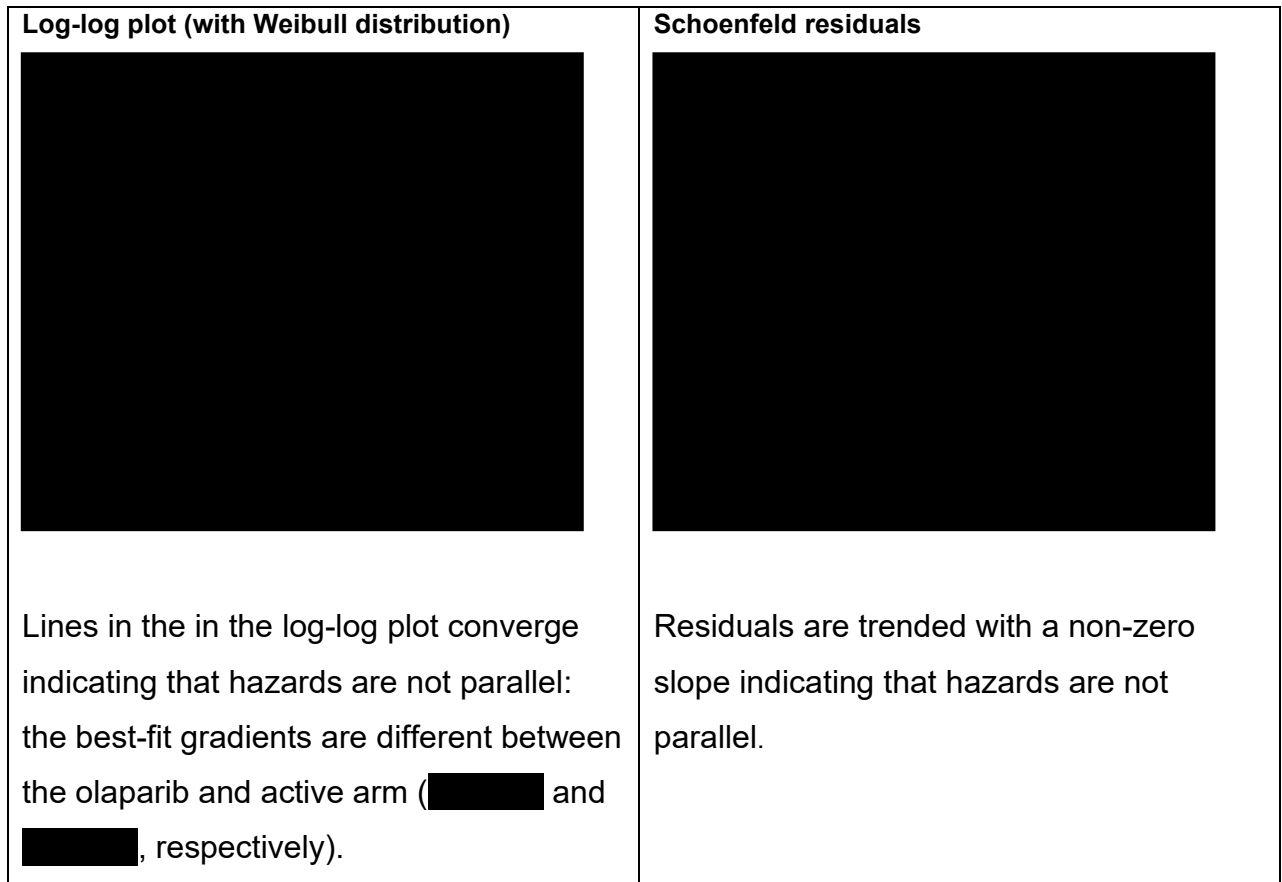 Log-log plot (with Weibull distribution)
Lines in the in the log-log plot converge
indicating that hazards are not parallel:
the best-fit gradients are different between
the olaparib and active arm ( and
, respectively).
Schoenfeld residuals
Residuals are trended with a non-zero
slope indicating that hazards are not
parallel.